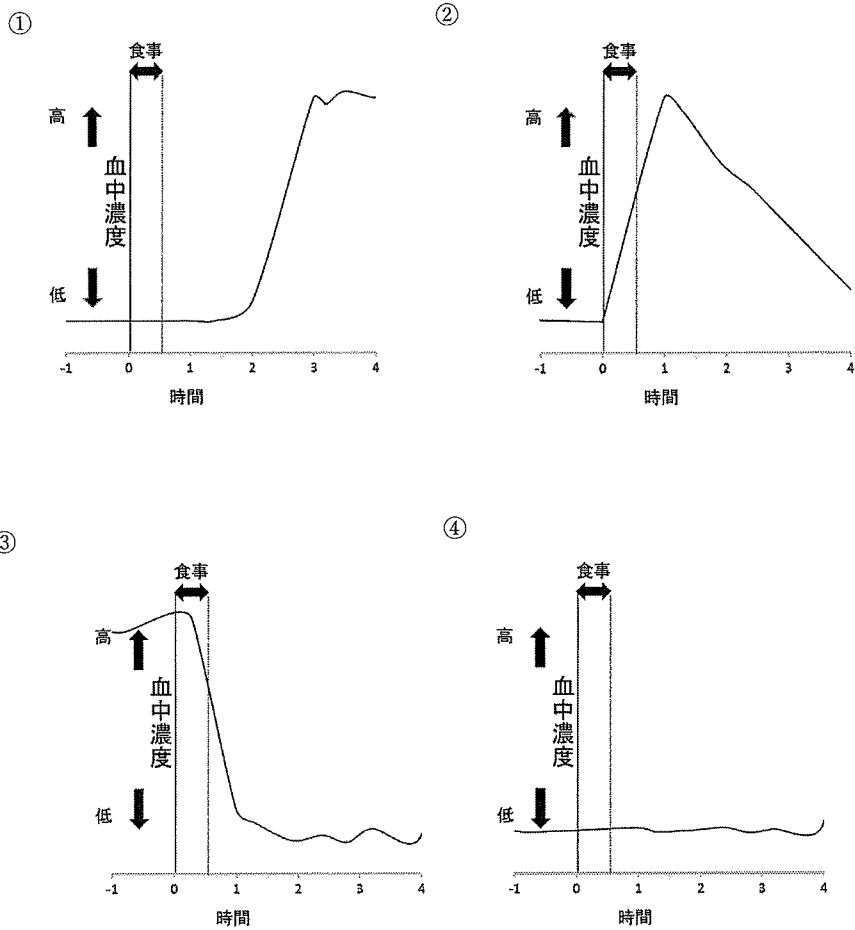 ①
食事
高
血中濃度
低
-1 0 1 2 3 4
時間
②
食事
高
血中濃度
低
-1 0 1 2 3 4
時間
③
食事
高
血中濃度
低
-1 0 1 2 3 4
時間
④
食事
高
血中濃度
低
-1 0 1 2 3 4
時間